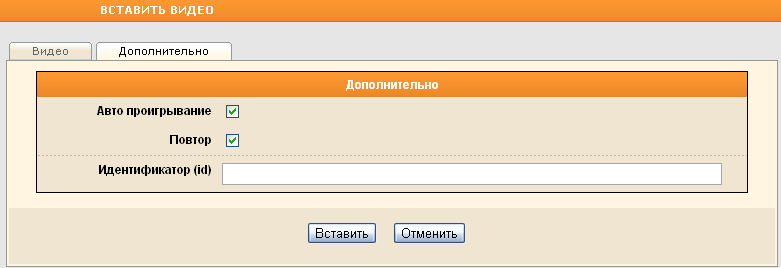 ВСТАВИТЬ ВИДЕО
Видео Дополнительно
Дополнительно
Авто проигрывание
Повтор
Идентификатор (id)
Вставить Отменить